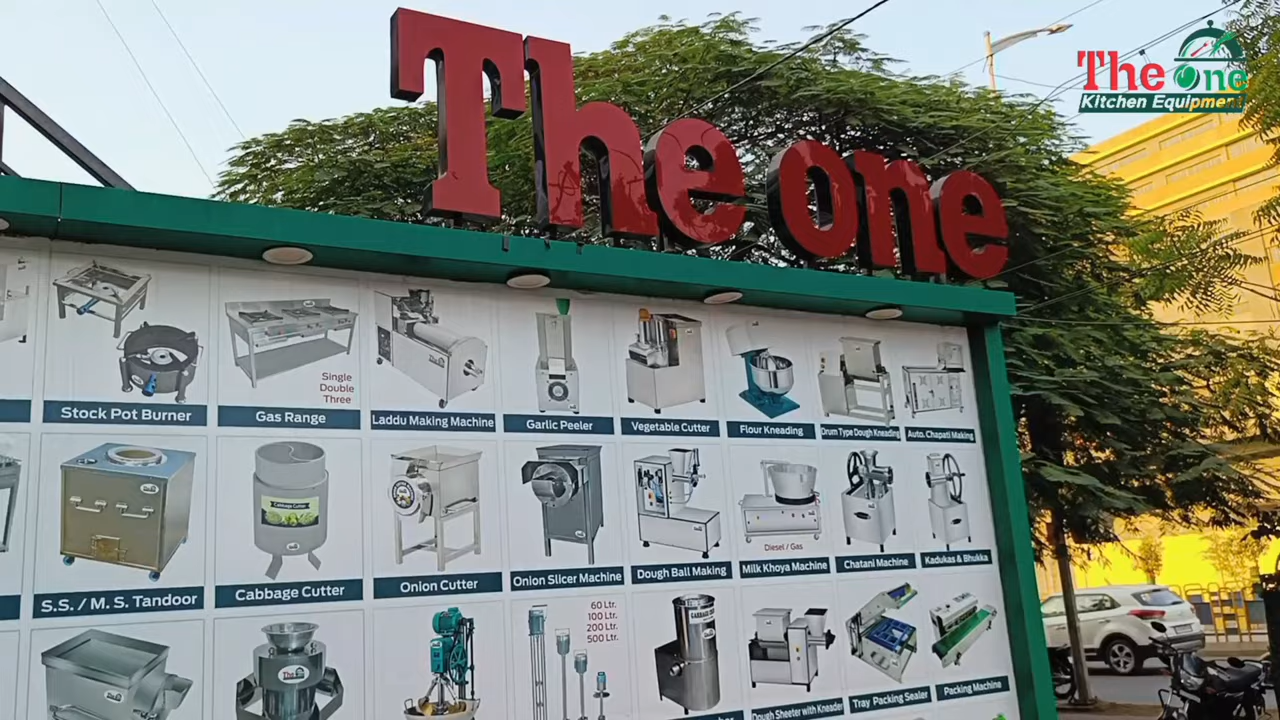 The one
The One
Kitchen Equipment
Single
Double
Three
Stock Pot Burner
Gas Range
Laddu Making Machine
Garlic Peeler
Vegetable Cutter
Flour Kneading
Drum Type Dough Kneading
Auto. Chapati Making
Cabbage Cutter
Diesel / Gas
S.S. / M. S. Tandoor
Cabbage Cutter
Onion Cutter
Onion Slicer Machine
Dough Ball Making
Milk Khoya Machine
Chatani Machine
Kadukas & Bhukka
60 Ltr.
100 Ltr.
200 Ltr.
500 Ltr.
The
Dough Sheeter with Kneader
Tray Packing Sealer
Packing Machine